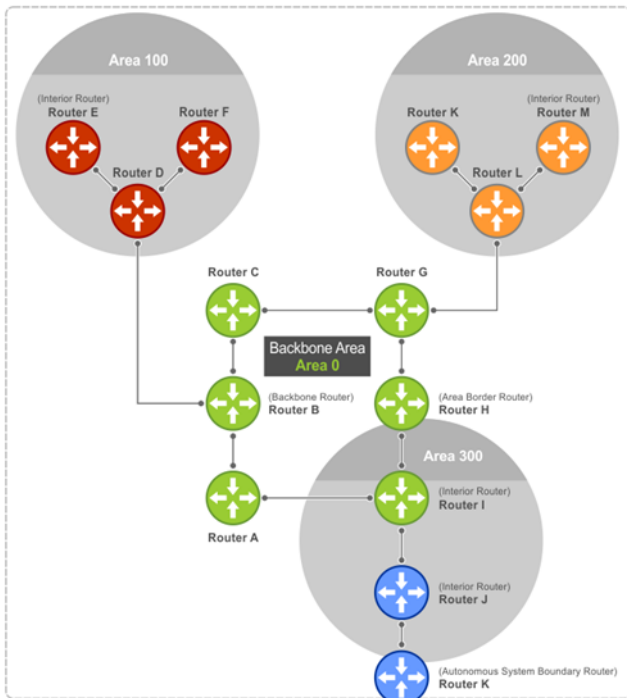 Area 100
Area 200
(Interior Router)
Router E
Router F
Router K
(Interior Router)
Router M
Router D
Router L
Router C
Router G
Backbone Area
Area 0
(Backbone Router)
Router B
(Area Border Router)
Router H
Area 300
(Interior Router)
Router I
Router A
(Interior Router)
Router J
(Autonomous System Boundary Router)
Router K